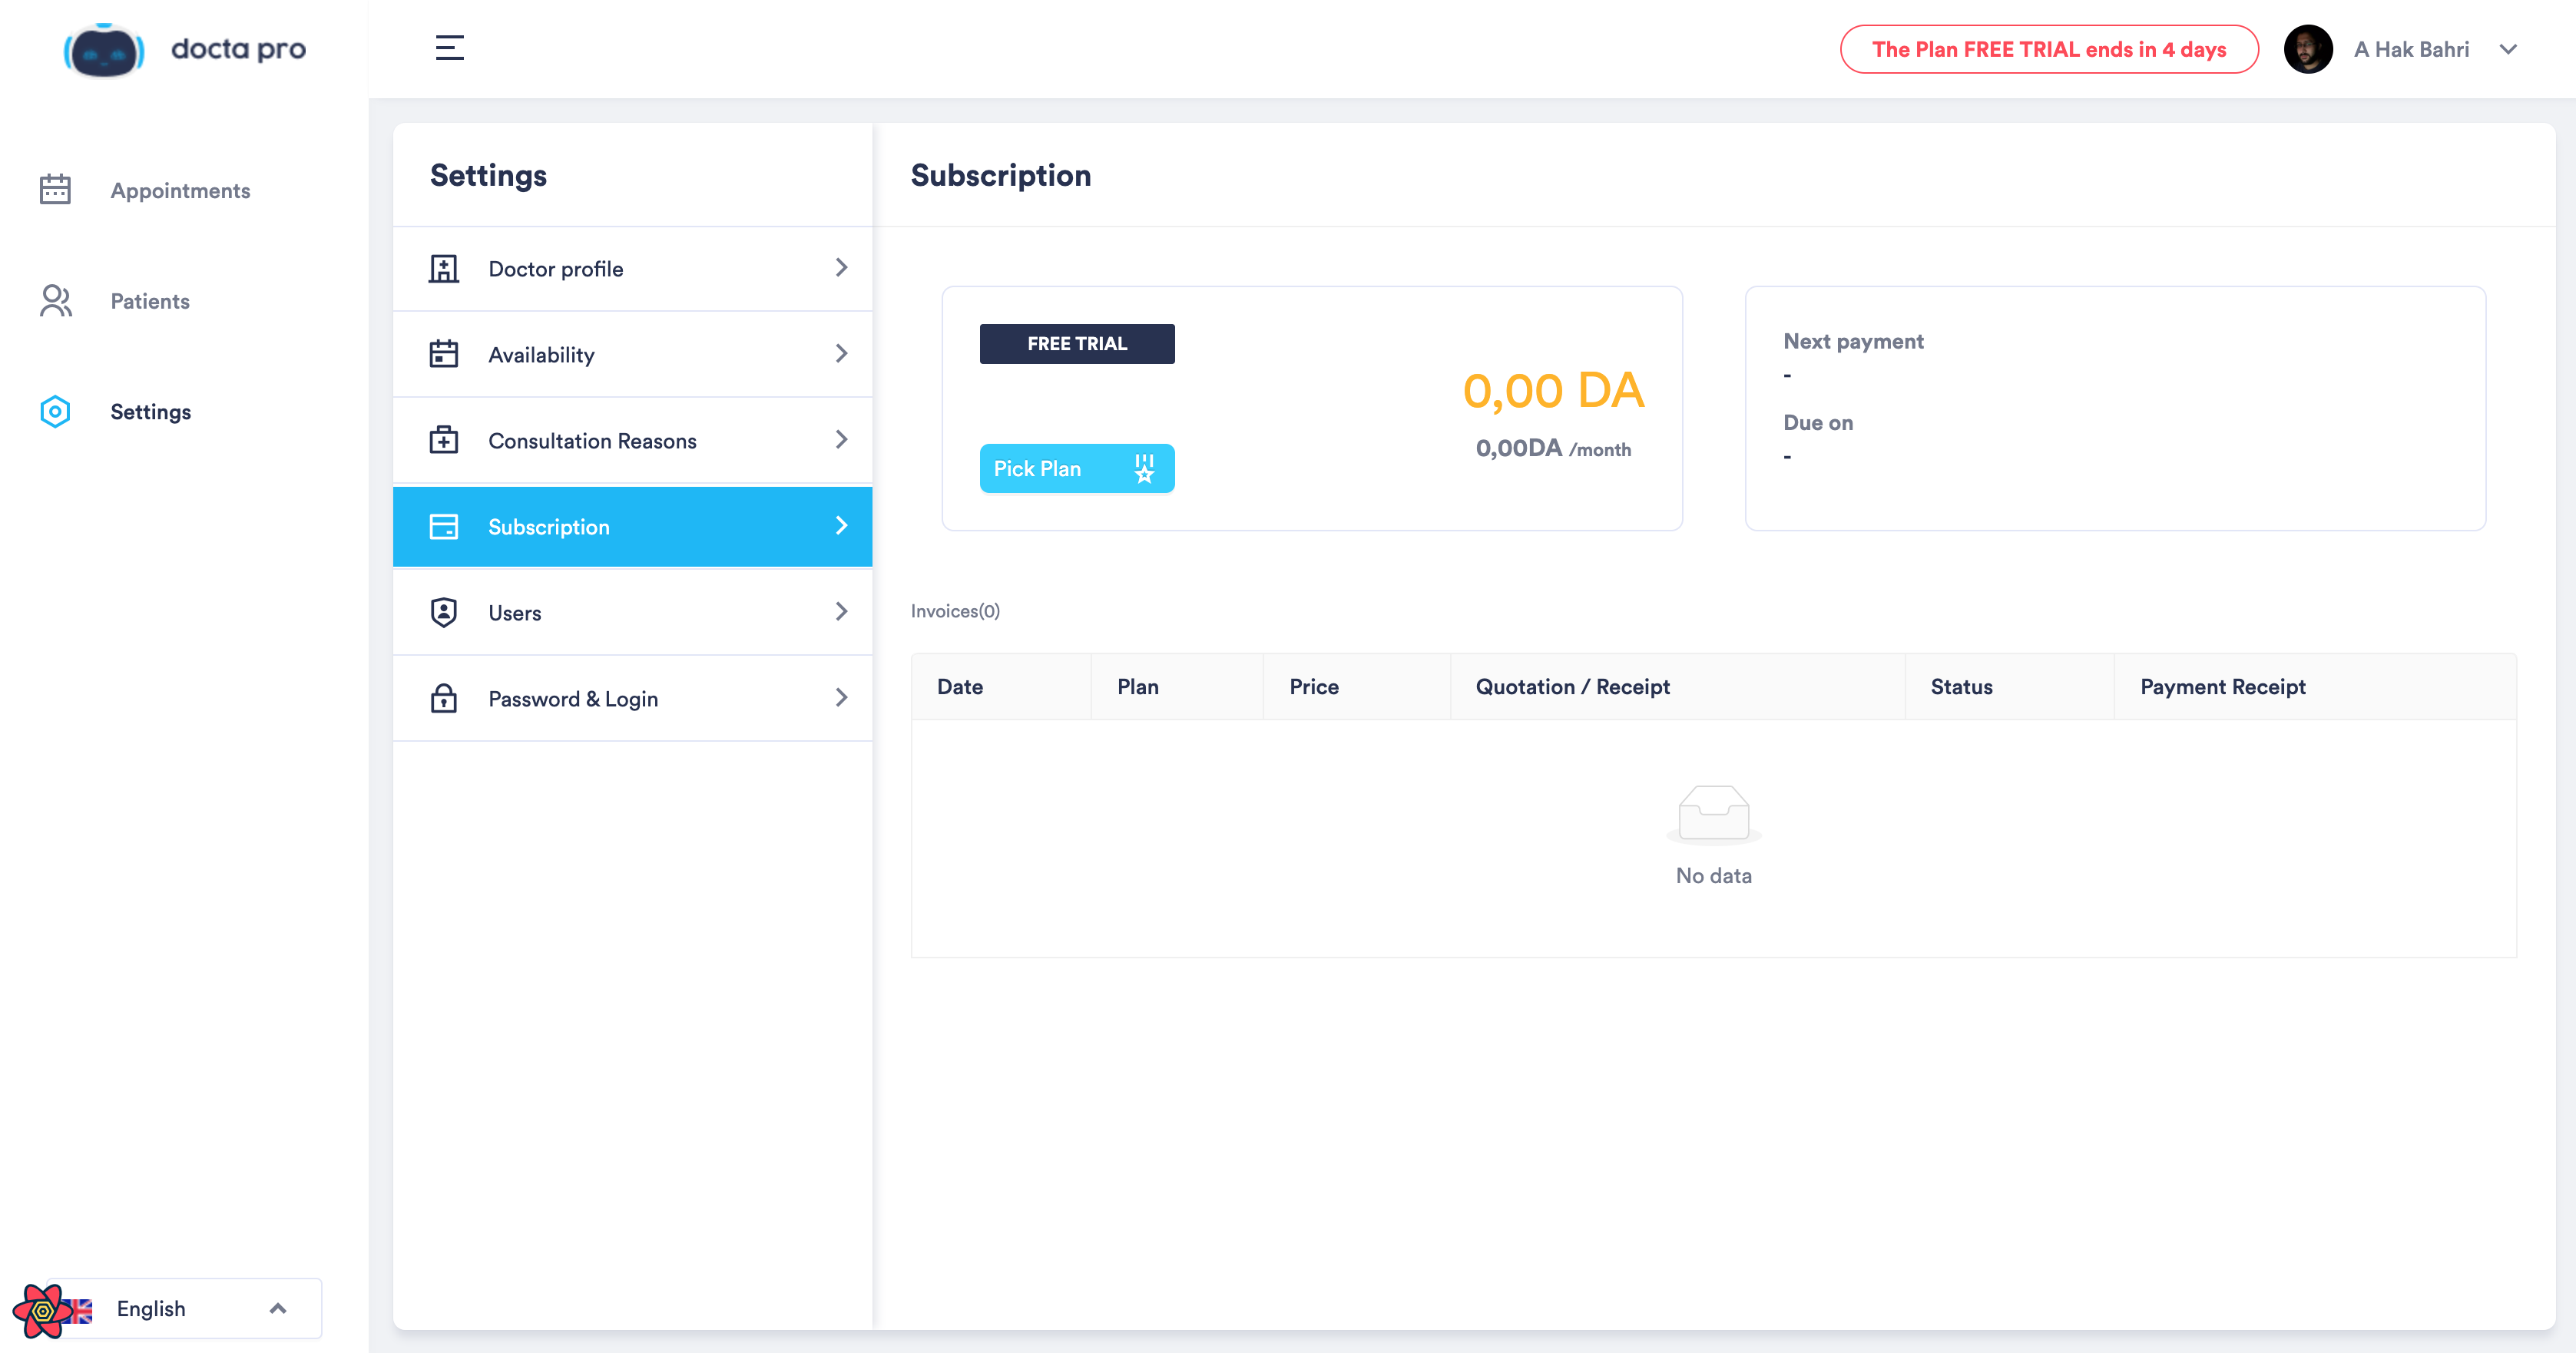 docta pro
The Plan FREE TRIAL ends in 4 days
A Hak Bahri
Appointments
Patients
Settings
English
Settings
Doctor profile
Availability
Consultation Reasons
Subscription
Users
Password & Login
Subscription
FREE TRIAL
0,00 DA
0,00DA /month
Pick Plan
Next payment
-
Due on
-
Invoices(0)
Date Plan Price Quotation / Receipt Status Payment Receipt
No data